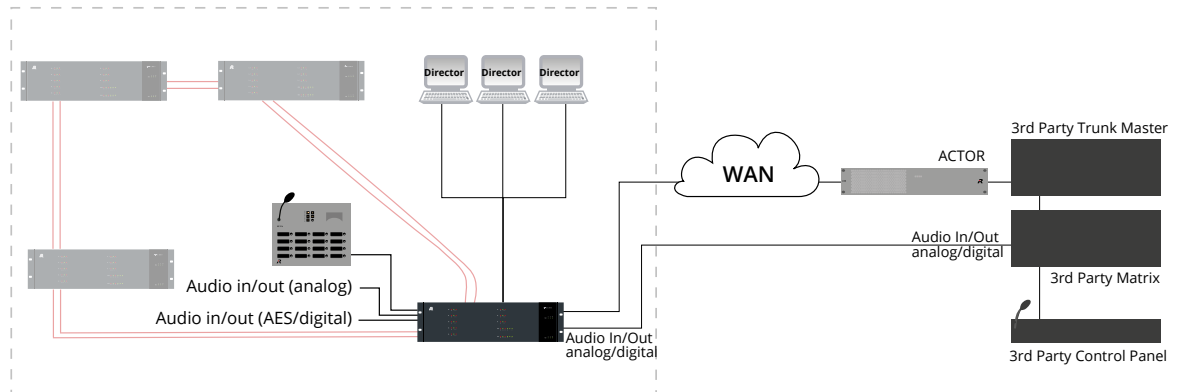 Director
Director
Director
3rd Party Trunk Master
ACTOR
WAN
Audio In/Out
analog/digital
3rd Party Matrix
Audio in/out (analog)
Audio in/out (AES/digital)
Audio In/Out
analog/digital
3rd Party Control Panel